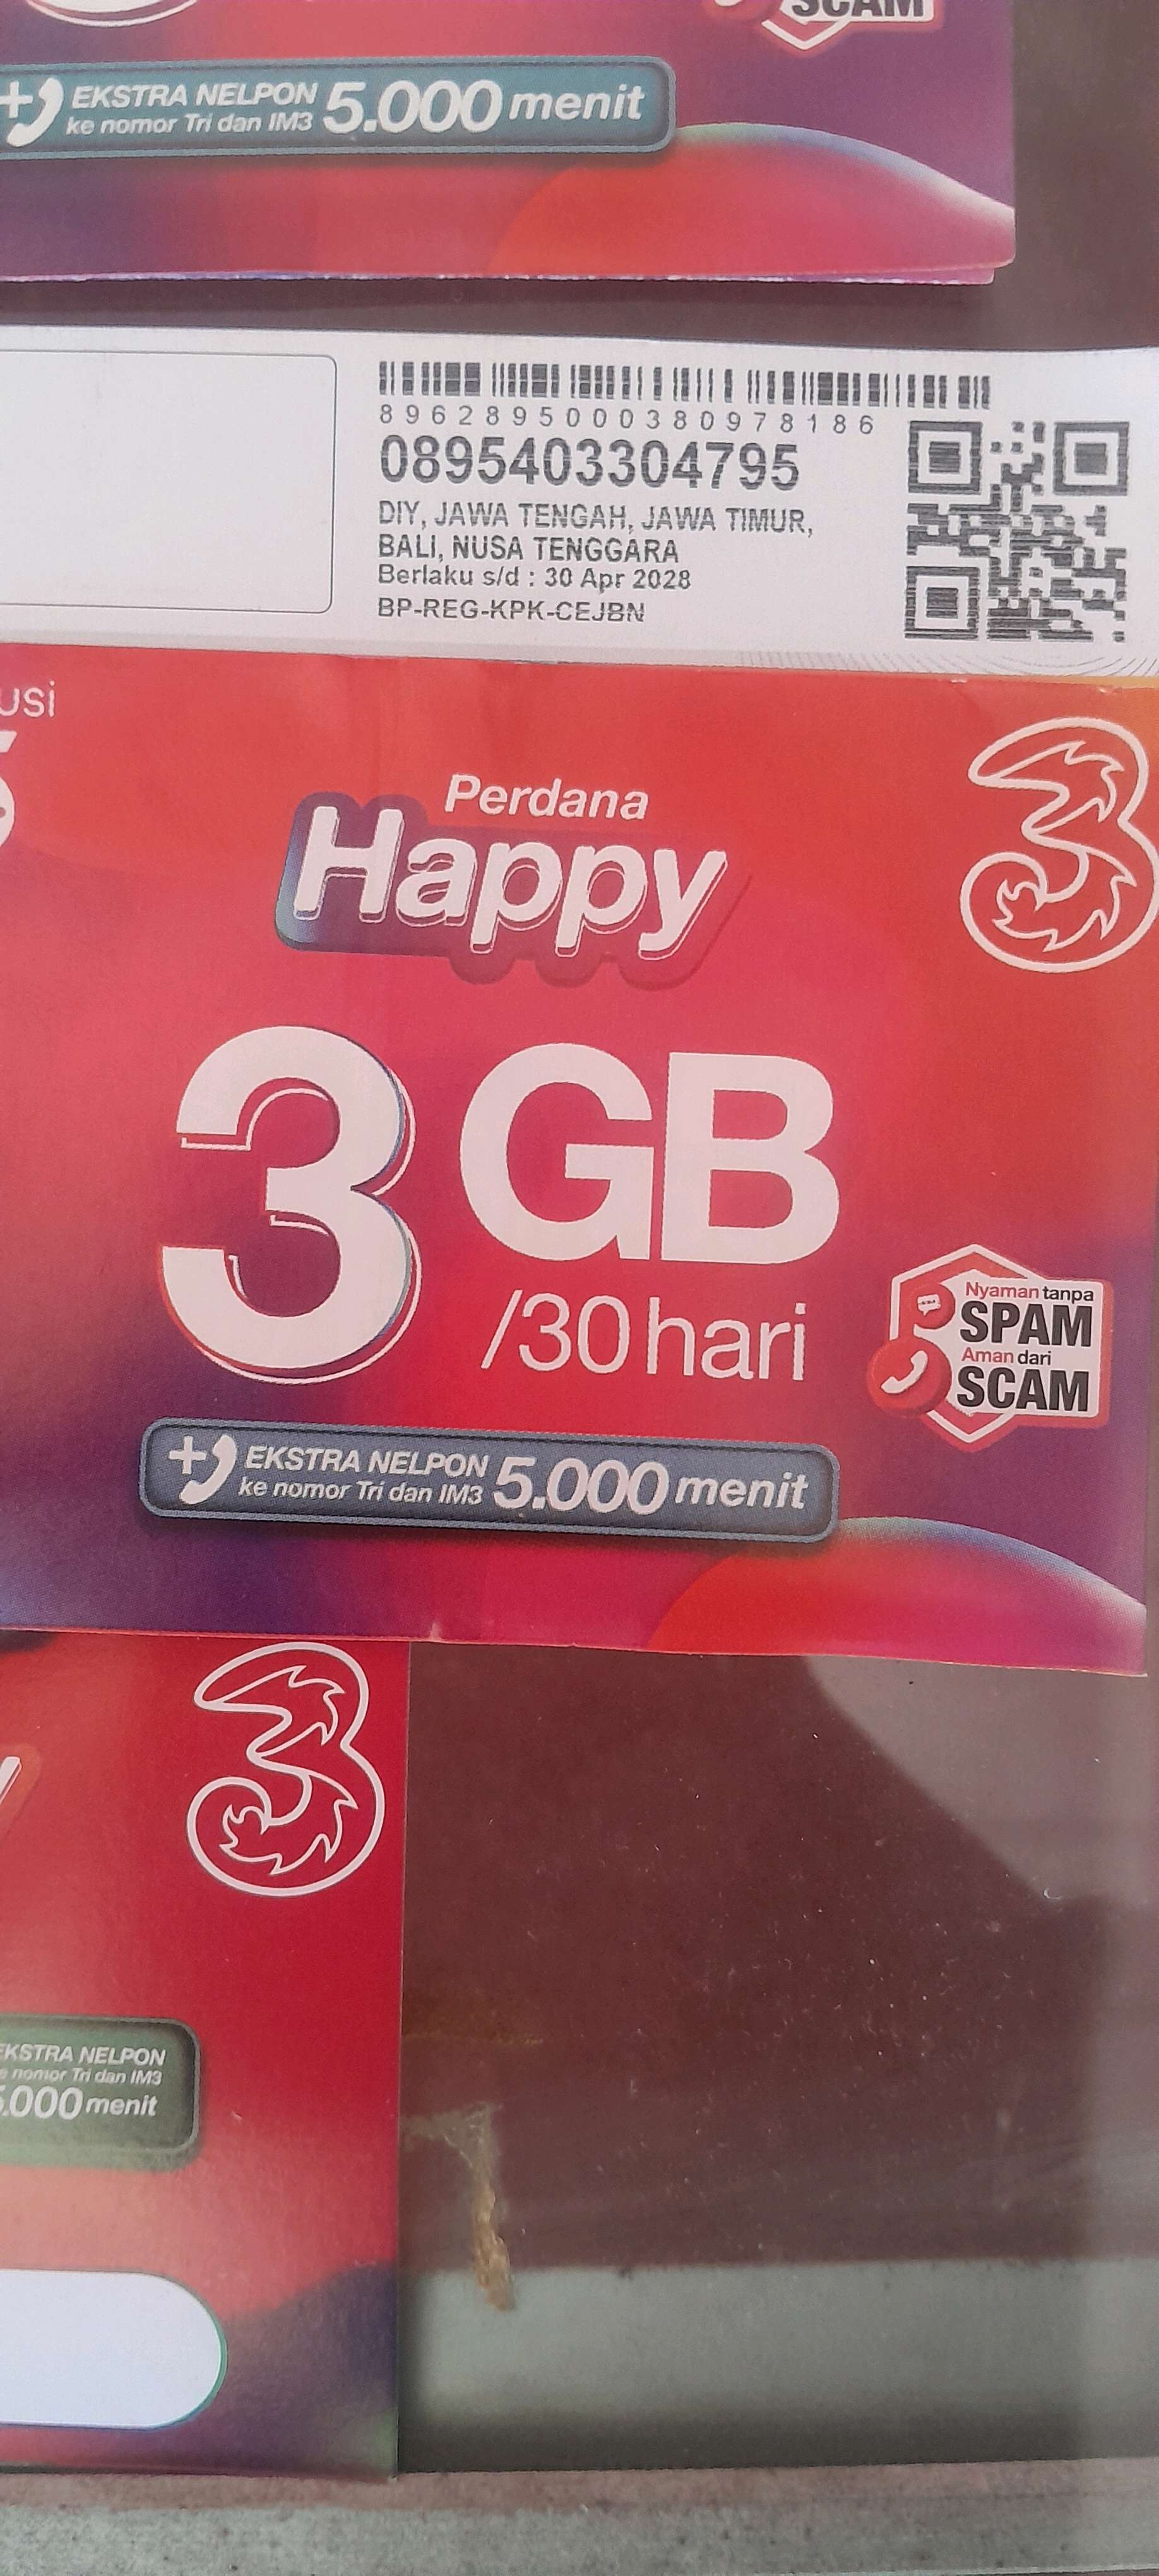 SCAM
EKSTRA NELPON
ke nomor Tri dan IM3
5.000 menit
8962895000380978186
0895403304795
DIY, JAWA TENGAH, JAWA TIMUR,
BALI, NUSA TENGGARA
Berlaku s/d : 30 Apr 2028
BP-REG-KPK-CEJBN
Perdana
Happy
3
3 GB
/30 hari
Nyaman tanpa
SPAM
Aman dari
SCAM
EKSTRA NELPON
ke nomor Tri dan IM3
5.000 menit
3
EKSTRA NELPON
nomor Tri dan IM3
5.000 menit